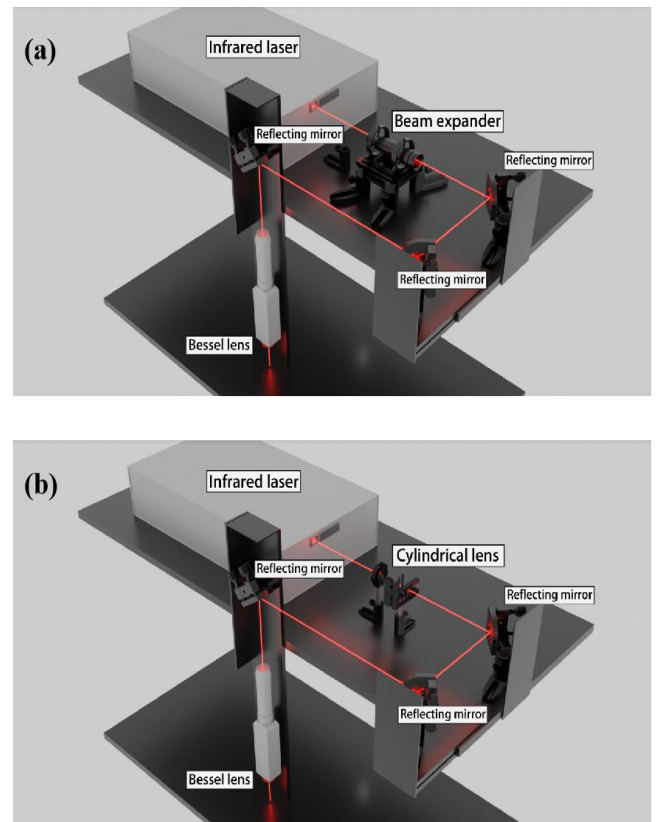 (a)
Infrared laser
Reflecting mirror
Beam expander
Reflecting mirror
Reflecting mirror
Bessel lens
(b)
Infrared laser
Reflecting mirror
Cylindrical lens
Reflecting mirror
Reflecting mirror
Bessel lens